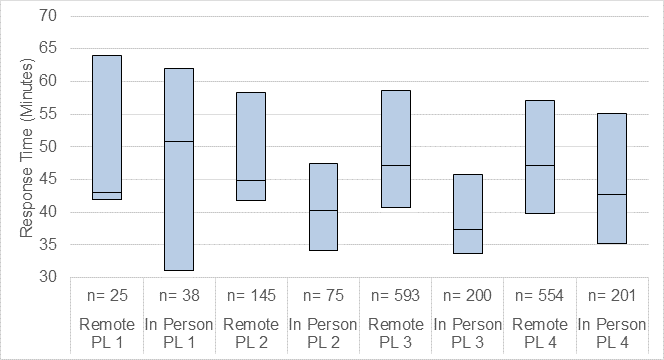 70
65
60
55
50
45
40
35
30
Response Time (Minutes)
n= 25 n= 38 n= 145 n= 75 n= 593 n= 200 n= 554 n= 201
Remote In Person Remote In Person Remote In Person Remote In Person
PL 1 PL 1 PL 2 PL 2 PL 3 PL 3 PL 4 PL 4